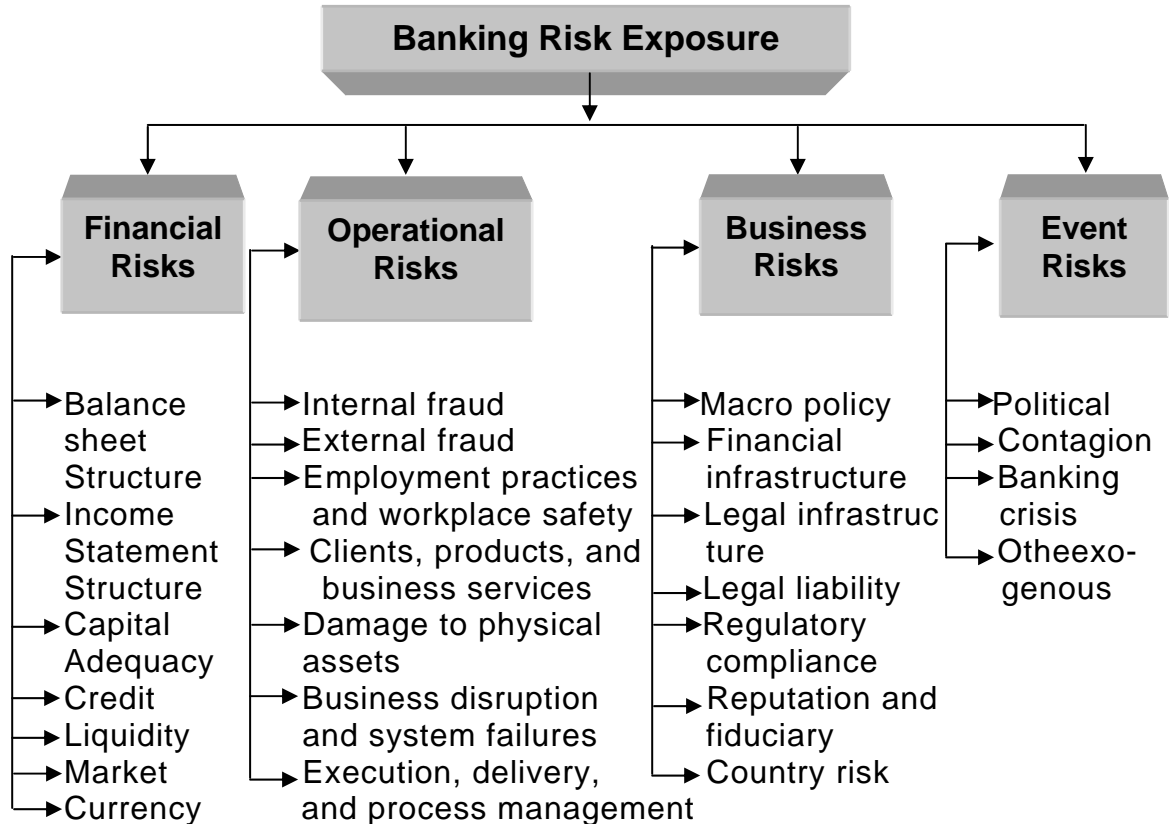 Banking Risk Exposure
Financial
Risks
Balance
sheet
Structure
Income
Statement
Structure
Capital
Adequacy
Credit
Liquidity
Market
Currency
Operational
Risks
Internal fraud
External fraud
Employment practices
and workplace safety
Clients, products, and
business services
Damage to physical
assets
Business disruption
and system failures
Execution, delivery,
and process management
Business
Risks
Macro policy
Financial
infrastructure
Legal infrastruc
ture
Legal liability
Regulatory
compliance
Reputation and
fiduciary
Country risk
Event
Risks
Political
Contagion
Banking
crisis
Otheexo-
genous